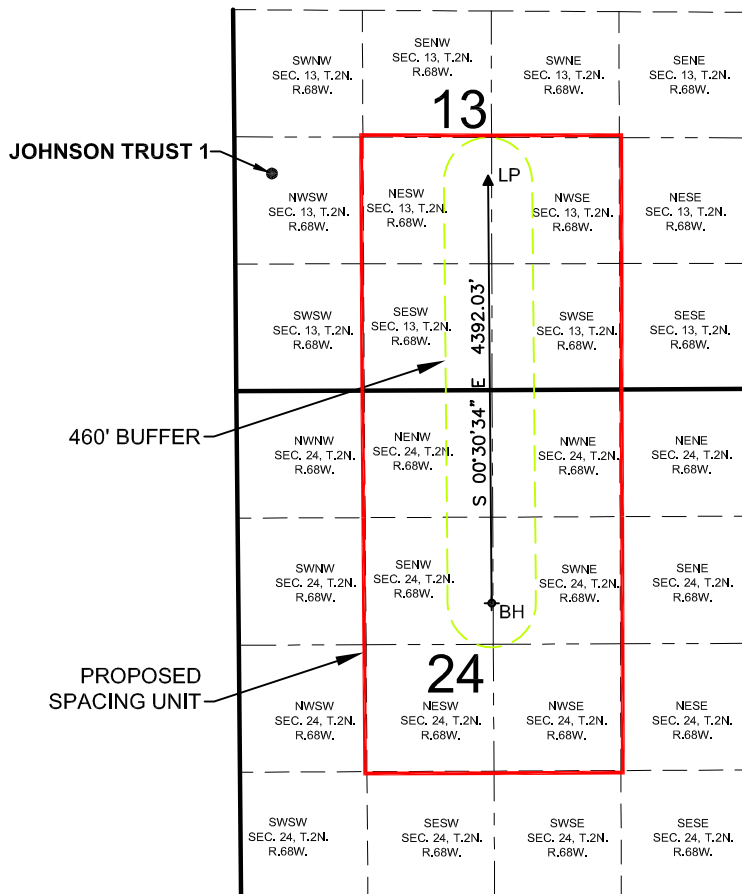 SWNW
SEC. 13, T.2N.
R.68W.
SENW
SEC. 13, T.2N.
R.68W.
SWNE
SEC. 13, T.2N.
R.68W.
SENE
SEC. 13, T.2N.
R.68W.
13
JOHNSON TRUST 1
LP
NWSW
SEC. 13, T.2N.
R.68W.
NESW
SEC. 13, T.2N.
R.68W.
NWSE
SEC. 13, T.2N.
R.68W.
NESE
SEC. 13, T.2N.
R.68W.
SWSW
SEC. 13, T.2N.
R.68W.
SESW
SEC. 13, T.2N.
R.68W.
S 00°30'34" E 4392.03'
SWSE
SEC. 13, T.2N.
R.68W.
SESE
SEC. 13, T.2N.
R.68W.
460' BUFFER
NWNW
SEC. 24, T.2N.
R.68W.
NENW
SEC. 24, T.2N.
R.68W.
NWNE
SEC. 24, T.2N.
R.68W.
NENE
SEC. 24, T.2N.
R.68W.
SWNW
SEC. 24, T.2N.
R.68W.
SENW
SEC. 24, T.2N.
R.68W.
SWNE
SEC. 24, T.2N.
R.68W.
SENE
SEC. 24, T.2N.
R.68W.
BH
24
PROPOSED
SPACING UNIT
NWSW
SEC. 24, T.2N.
R.68W.
NESW
SEC. 24, T.2N.
R.68W.
NWSE
SEC. 24, T.2N.
R.68W.
NESE
SEC. 24, T.2N.
R.68W.
SWSW
SEC. 24, T.2N.
R.68W.
SESW
SEC. 24, T.2N.
R.68W.
SWSE
SEC. 24, T.2N.
R.68W.
SESE
SEC. 24, T.2N.
R.68W.